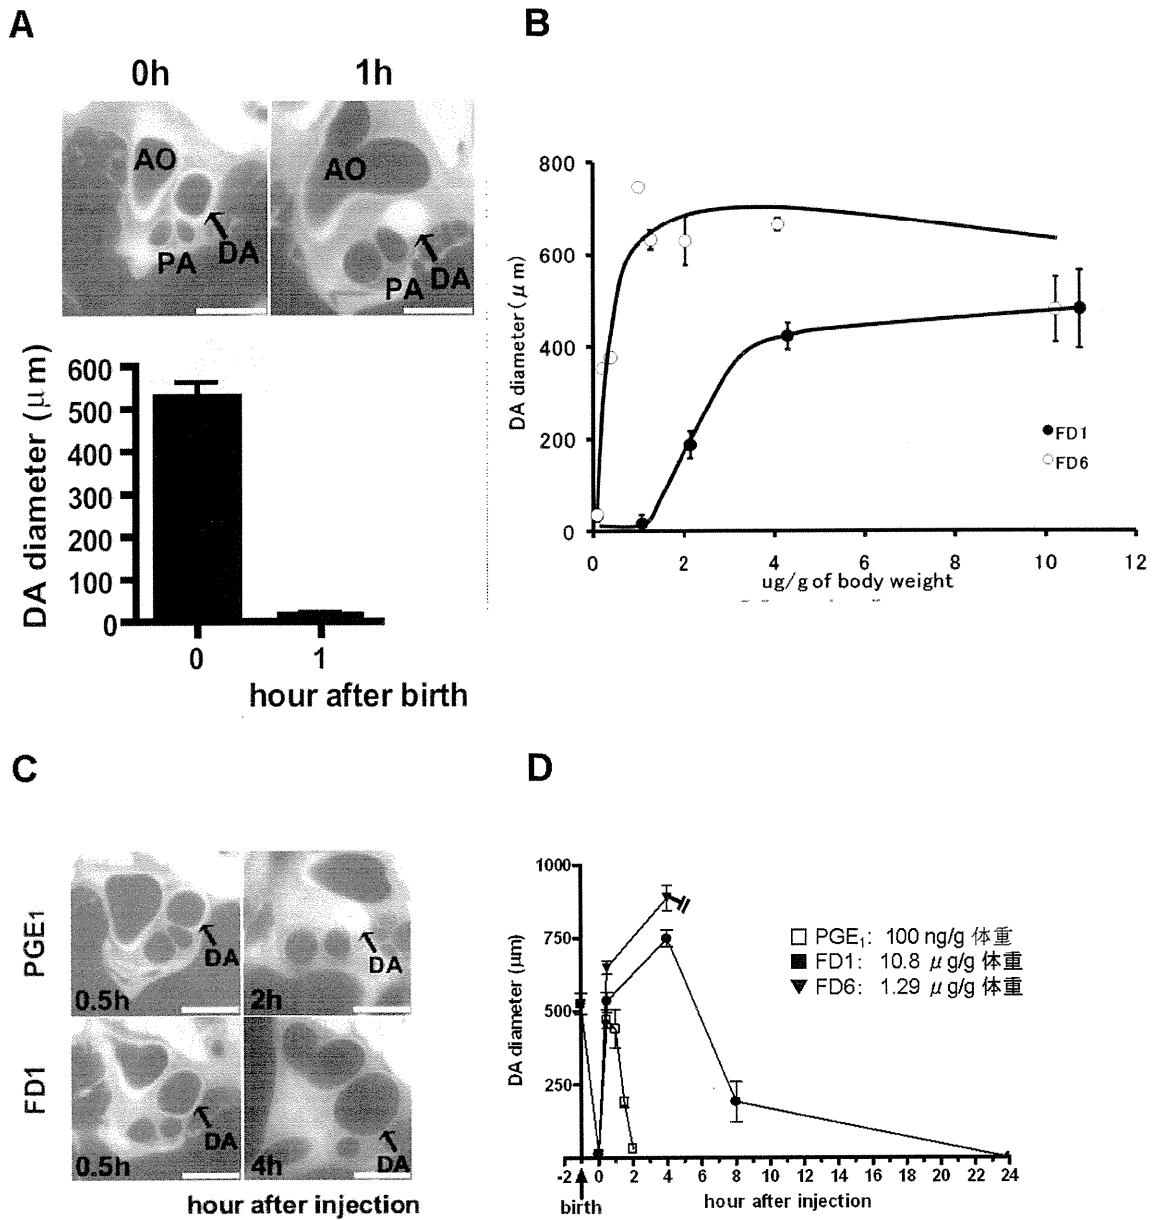 A
0h 1h
AO
DA
PA
AO
DA
PA
DA diameter (μm)
600
500
400
300
200
100
0
0 1
hour after birth
B
DA diameter (μm)
800
600
400
200
0
0 2 4 6 8 10 12
ug/g of body weight
FD1
FD6
C
PGE1
FD1
DA
0.5h
DA
2h
DA
0.5h
DA
4h
hour after injection
D
DA diameter (μm)
1000
750
500
250
-2 0 2 4 6 8 10 12 14 16 18 20 22 24
birth
hour after injection
PGE1: 100 ng/g 体重
FD1: 10.8 μg/g 体重
FD6: 1.29 μg/g 体重